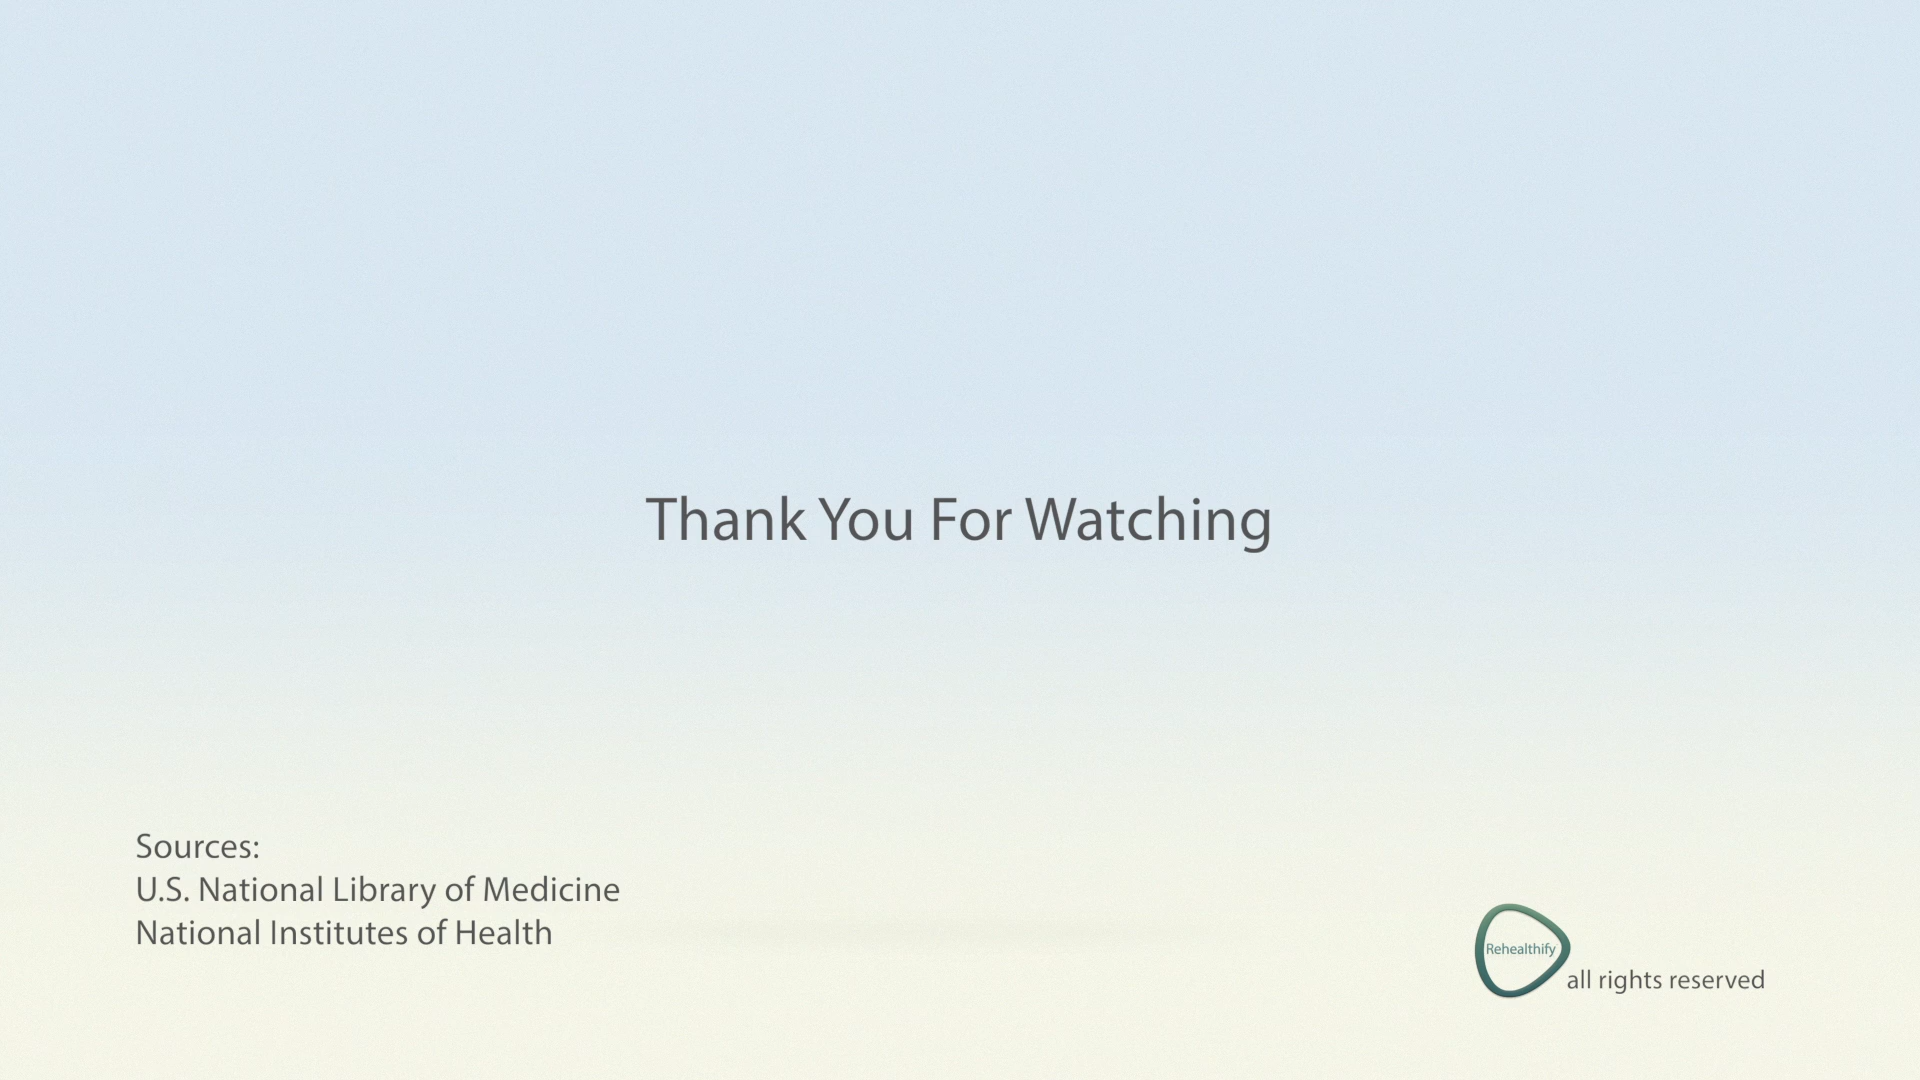 Thank You For Watching
Sources:
U.S. National Library of Medicine
National Institutes of Health
Rehealthify
all rights reserved